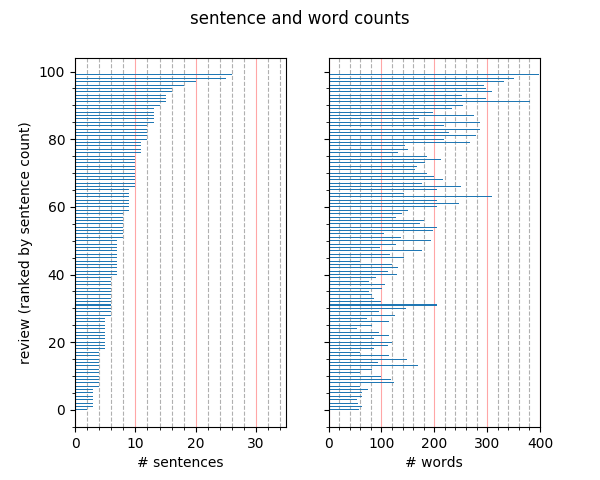 sentence and word counts
review (ranked by sentence count)
100
80
60
40
20
0
0 10 20 30
# sentences
0 100 200 300 400
# words